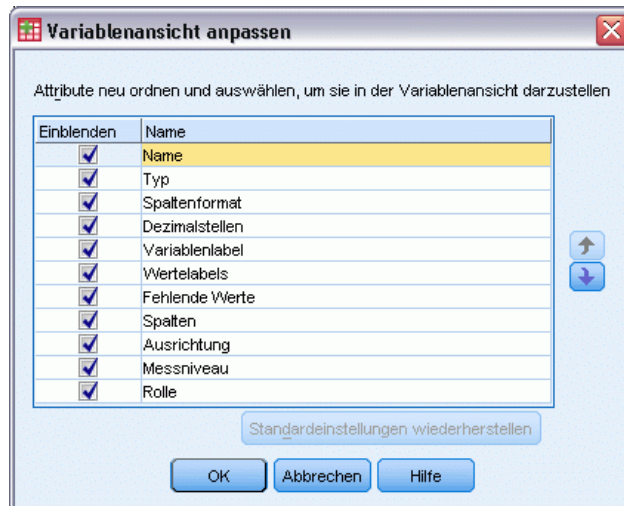 Variablenansicht anpassen
Attribute neu ordnen und auswählen, um sie in der Variablenansicht darzustellen
Einblenden Name
Name
Typ
Spaltenformat
Dezimalstellen
Variablenlabel
Wertelabels
Fehlende Werte
Spalten
Ausrichtung
Messniveau
Rolle
Standardeinstellungen wiederherstellen
OK Abbrechen Hilfe